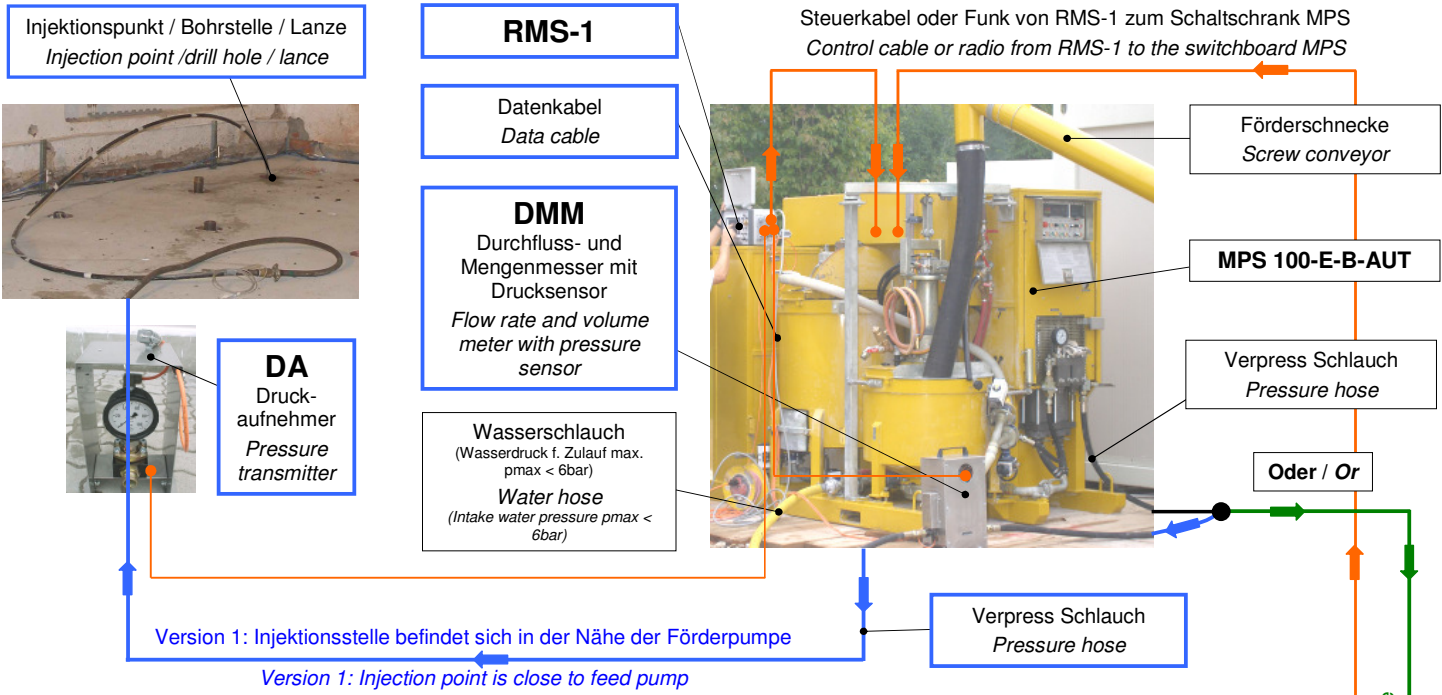 Injektionspunkt / Bohrstelle / Lanze
Injection point /drill hole / lance
RMS-1
Datenkabel
Data cable
DMM
Durchfluss- und
Mengenmesser mit
Drucksensor
Flow rate and volume
meter with pressure
sensor
Wasserschlauch
(Wasserdruck f. Zulauf max.
pmax < 6bar)
Water hose
(Intake water pressure pmax <
6bar)
DA
Druck-
aufnehmer
Pressure
transmitter
Steuerkabel oder Funk von RMS-1 zum Schaltschrank MPS
Control cable or radio from RMS-1 to the switchboard MPS
Förderschnecke
Screw conveyor
MPS 100-E-B-AUT
Verpress Schlauch
Pressure hose
Oder / Or
Verpress Schlauch
Pressure hose
Version 1: Injektionsstelle befindet sich in der Nähe der Förderpumpe
Version 1: Injection point is close to feed pump